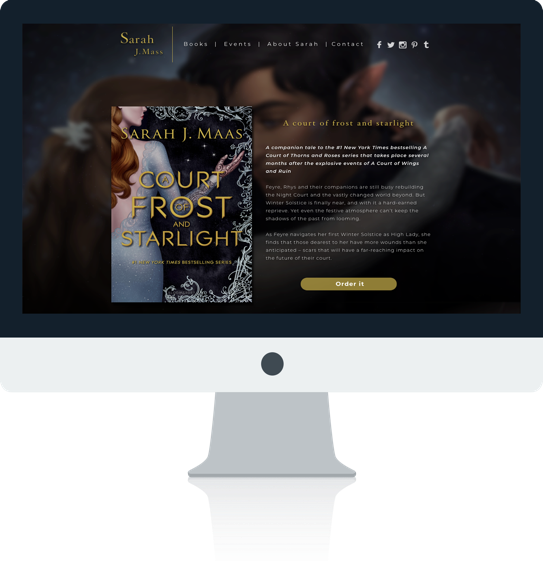 Sarah
J.Mass
Books | Events | About Sarah | Contact
SARAH J. MAAS
A COURT
OF FROST
AND
STARLIGHT
A NEW YORK TIMES BESTSELLING SERIES
A court of frost and starlight
A companion tale to the #1 New York Times bestselling A
Court of Thorns and Roses series that takes place several
months after the explosive events of A Court of Wings
and Ruin
Feyre, Rhys and their companions are still busy rebuilding
the Night Court and the vastly changed world beyond. But
Winter Solstice is finally near, and with it a hard-earned
reprieve. Yet even the festive atmosphere can't keep the
shadows of the past from looming.
As Feyre navigates her first Winter Solstice as High Lady, she
finds that those dearest to her have more wounds than she
anticipated – scars that will have a far-reaching impact on
the future of their court.
Order it